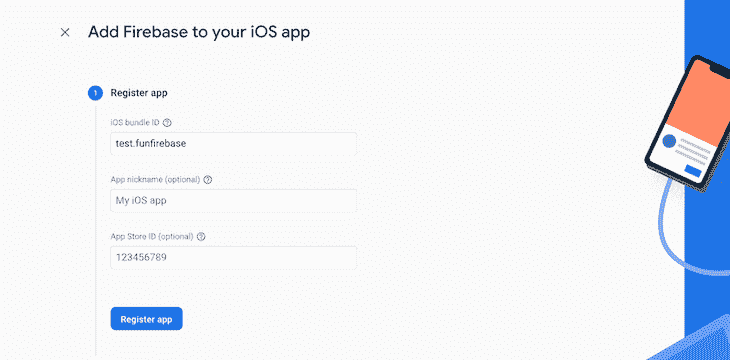 Add Firebase to your iOS app
1 Register app
iOS bundle ID
test.funfirebase
App nickname (optional)
My iOS app
App Store ID (optional)
123456789
Register app